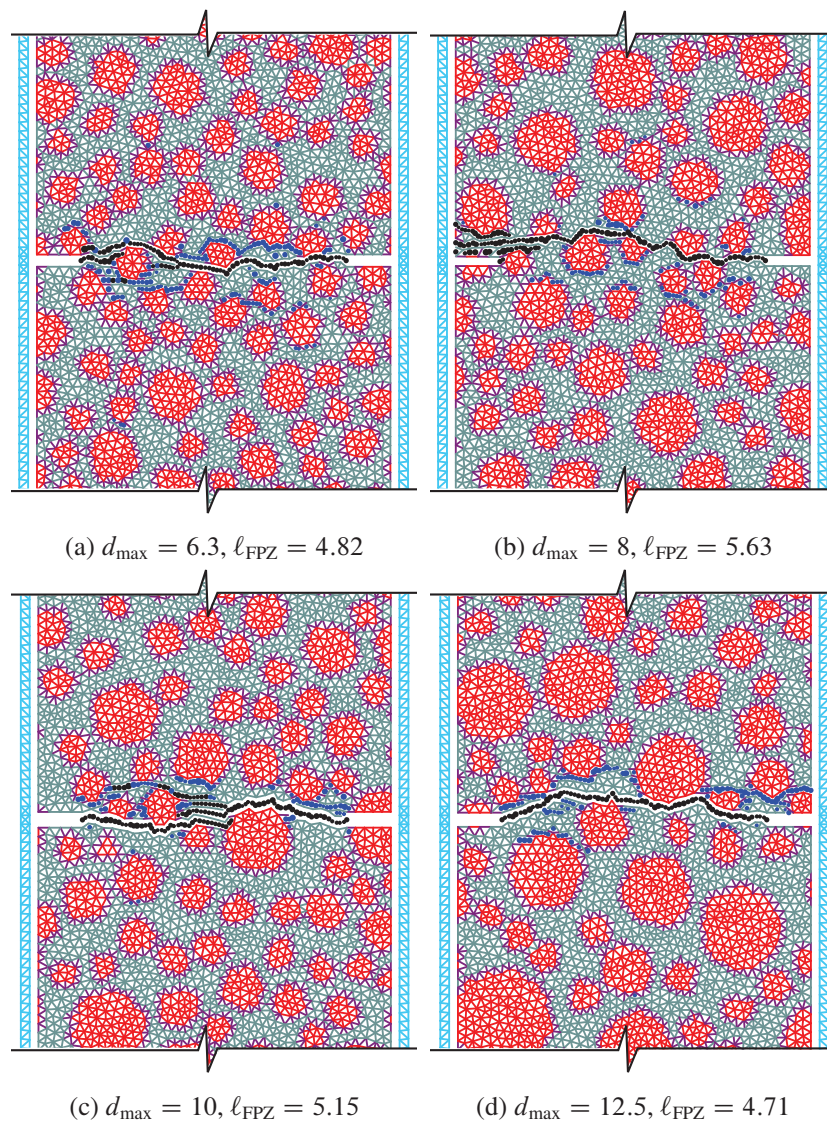 (a) d_max = 6.3, ℓ_FPZ = 4.82
(b) d_max = 8, ℓ_FPZ = 5.63
(c) d_max = 10, ℓ_FPZ = 5.15
(d) d_max = 12.5, ℓ_FPZ = 4.71